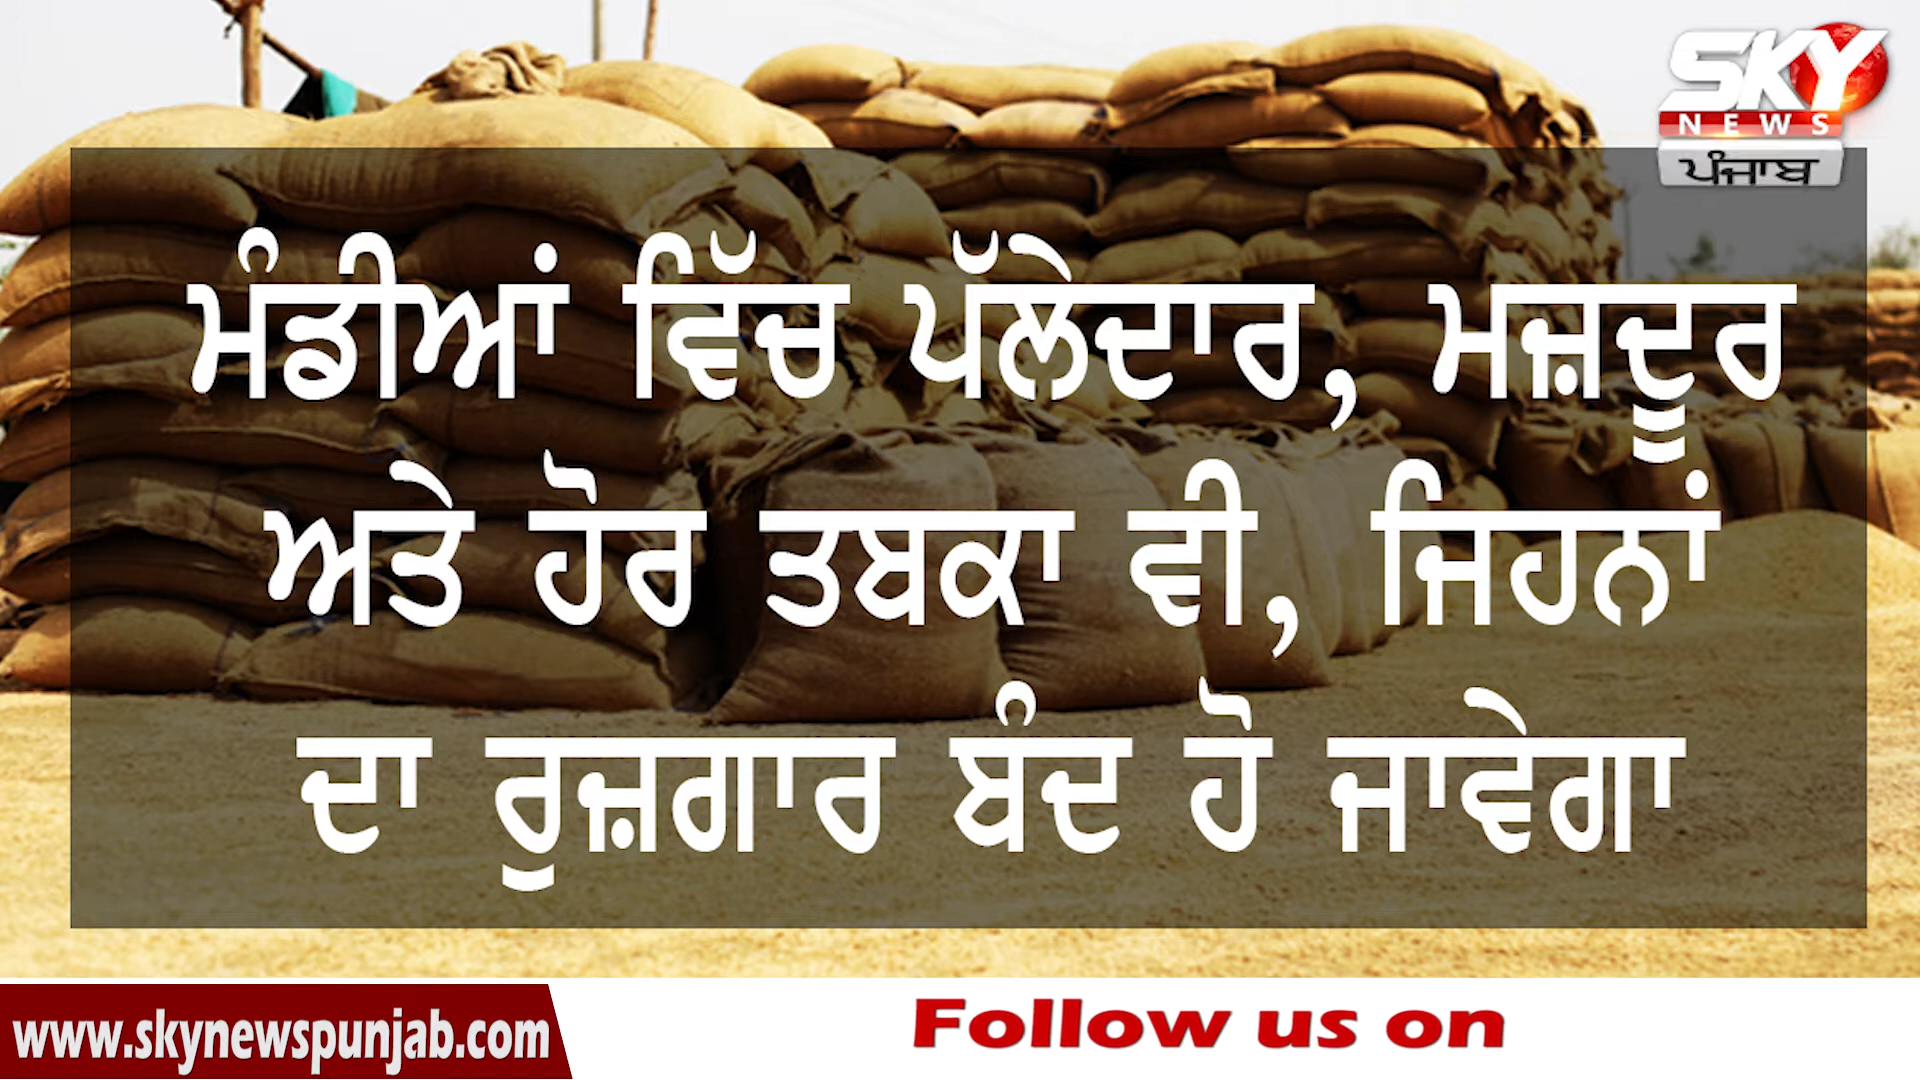 SKY
NEWS
ਪੰਜਾਬ
ਮੰਡੀਆਂ ਵਿੱਚ ਪੱਲੇਦਾਰ, ਮਜ਼ਦੂਰ
ਅਤੇ ਹੋਰ ਤਬਕਾ ਵੀ, ਜਿਹਨਾਂ
ਦਾ ਰੁਜ਼ਗਾਰ ਬੰਦ ਹੋ ਜਾਵੇਗਾ
www.skynewspunjab.com
Follow us on